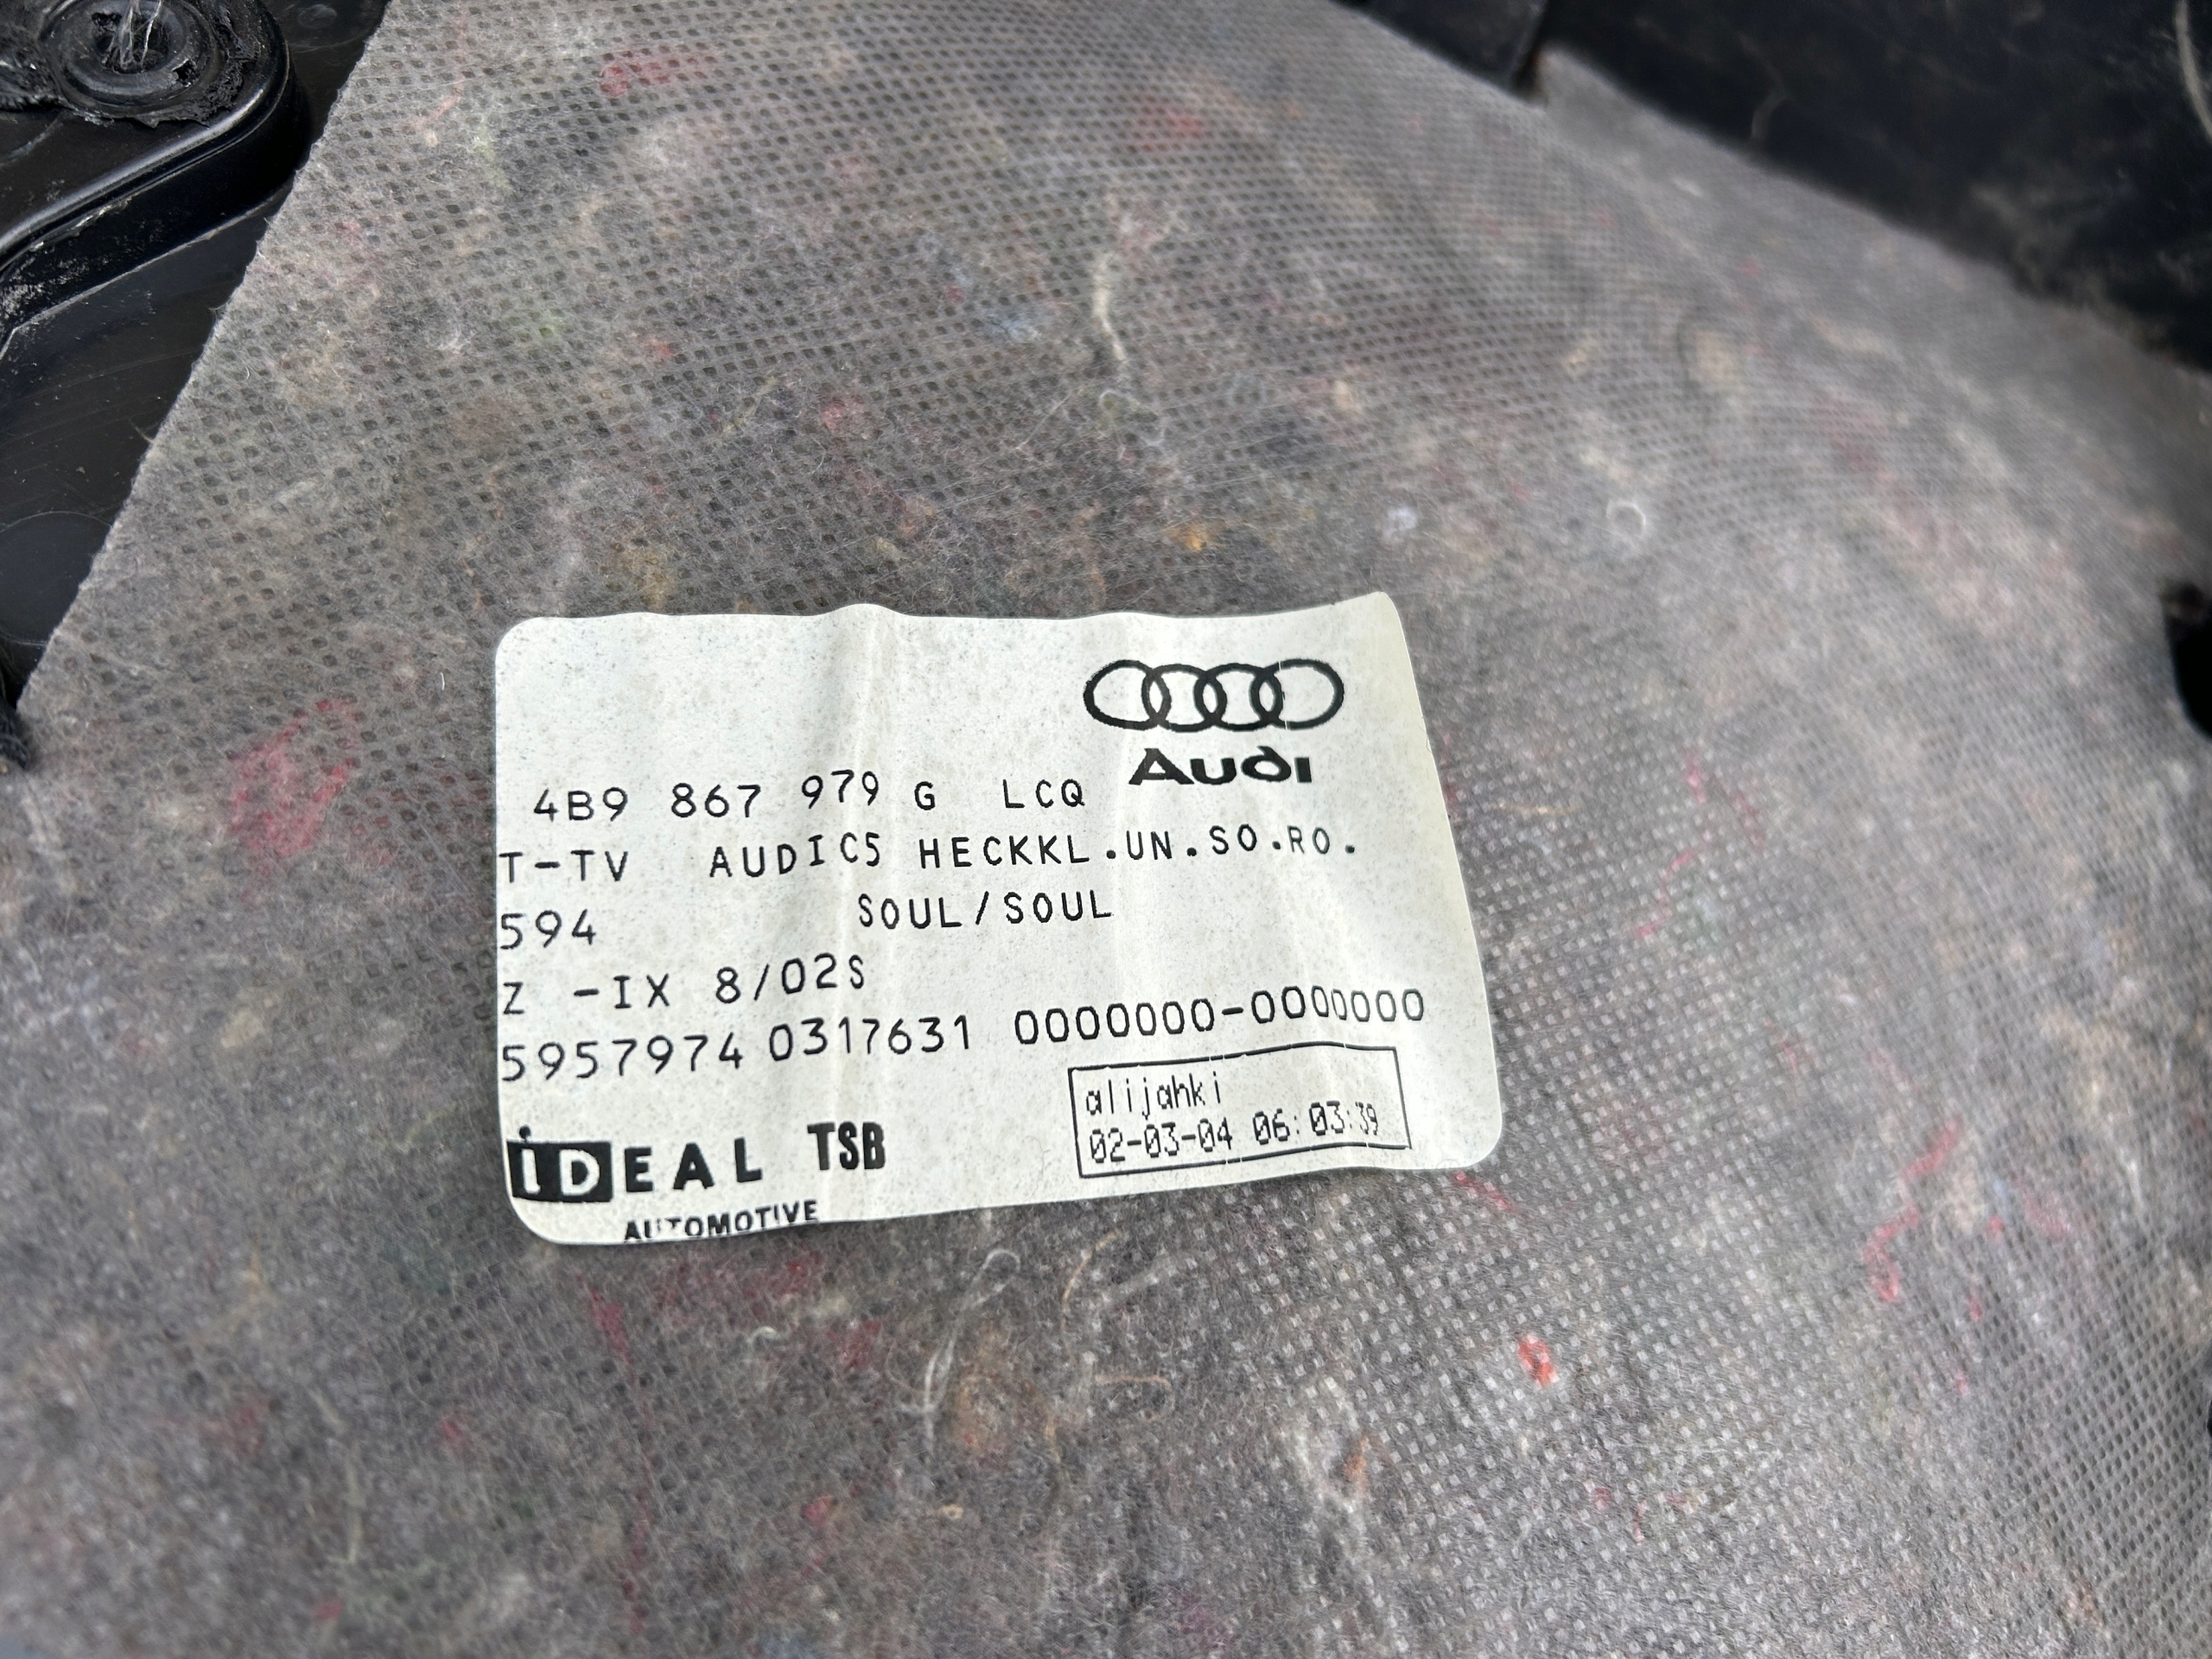 Audi
4B9 867 979 G LCQ
T-TV AUDIC5 HECKKL.UN.SO.RO.
594 SOUL/SOUL
Z -IX 8/02S
5957974 0317631 0000000-0000000
alijahki
02-03-04 06:03:39
iDEAL TSB
AUTOMOTIVE